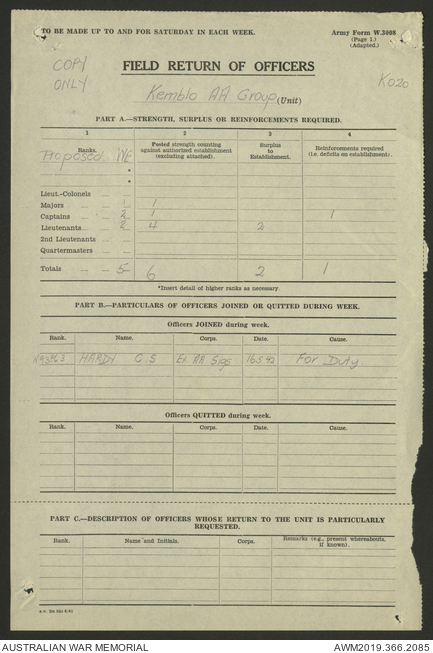 TO BE MADE UP TO AND FOR SATURDAY IN EACH WEEK.
Army Form W.3008
(Page 1.)
(Adapted.)
COPY
ONLY
FIELD RETURN OF OFFICERS
K020
Kembla AA Group (Unit)
PART A.—STRENGTH, SURPLUS OR REINFORCEMENTS REQUIRED.
1 2 3 4
Ranks. Posted strength counting against authorized establishment (excluding attached). Surplus to Establishment. Reinforcements required (i.e. deficits on establishment).
Proposed WE
*
*
Lieut.-Colonels
Majors 1 1
Captains 2 1 1
Lieutenants 2 4 2
2nd Lieutenants
Quartermasters
Totals 5 6 2 1
*Insert detail of higher ranks as necessary.
PART B.—PARTICULARS OF OFFICERS JOINED OR QUITTED DURING WEEK.
Officers JOINED during week.
Rank. Name. Corps. Date. Cause.
HARDY C S Ex AA Sigs 16.5.42 For Duty
Officers QUITTED during week.
Rank. Name. Corps. Date. Cause.
PART C.—DESCRIPTION OF OFFICERS WHOSE RETURN TO THE UNIT IS PARTICULARLY
REQUESTED.
Rank. Name and Initials. Corps. Remarks (e.g., present whereabouts, if known).
AUSTRALIAN WAR MEMORIAL
AWM2019.366.2085